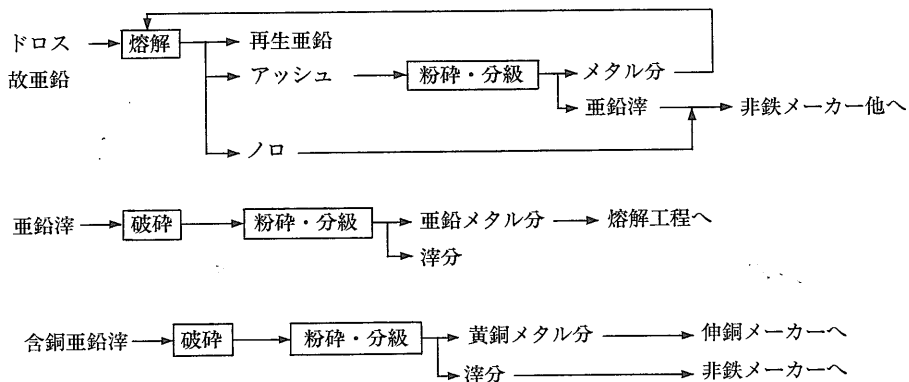 ドロス 熔解 再生亜鉛
故亜鉛 アッシュ 粉砕・分級 メタル分
亜鉛滓 非鉄メーカー他へ
ノロ
亜鉛滓 破砕 粉砕・分級 亜鉛メタル分 熔解工程へ
滓分
含銅亜鉛滓 破砕 粉砕・分級 黄銅メタル分 伸銅メーカーへ
滓分 非鉄メーカーへ